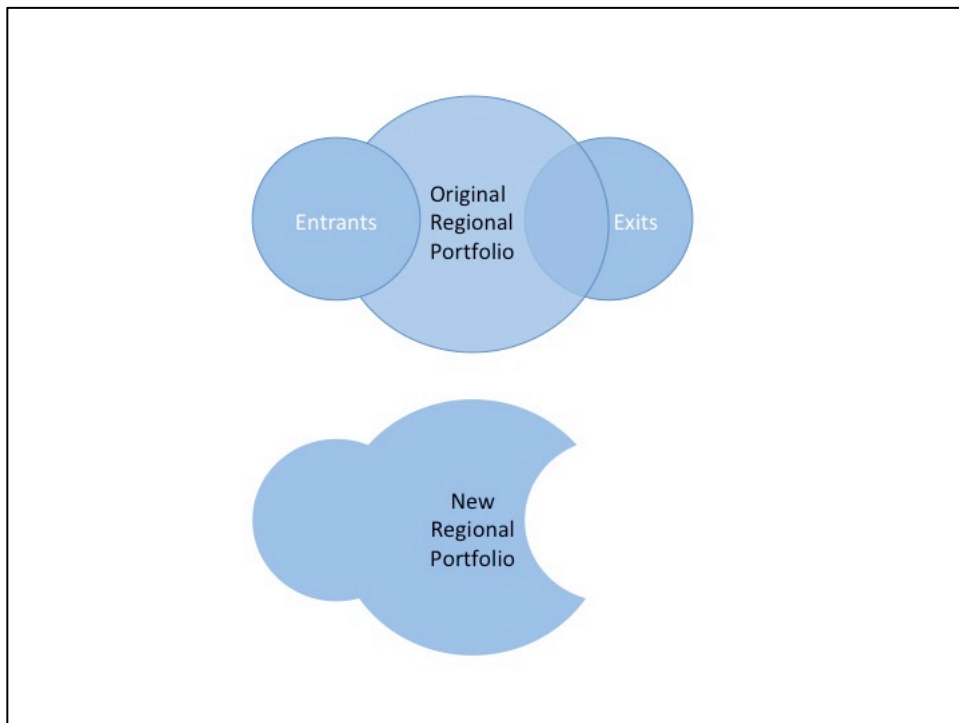 Entrants
Original
Regional
Portfolio
Exits
New
Regional
Portfolio